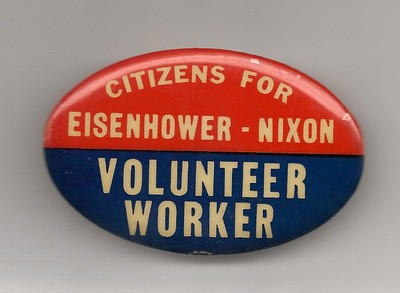 CITIZENS FOR
EISENHOWER - NIXON
VOLUNTEER
WORKER